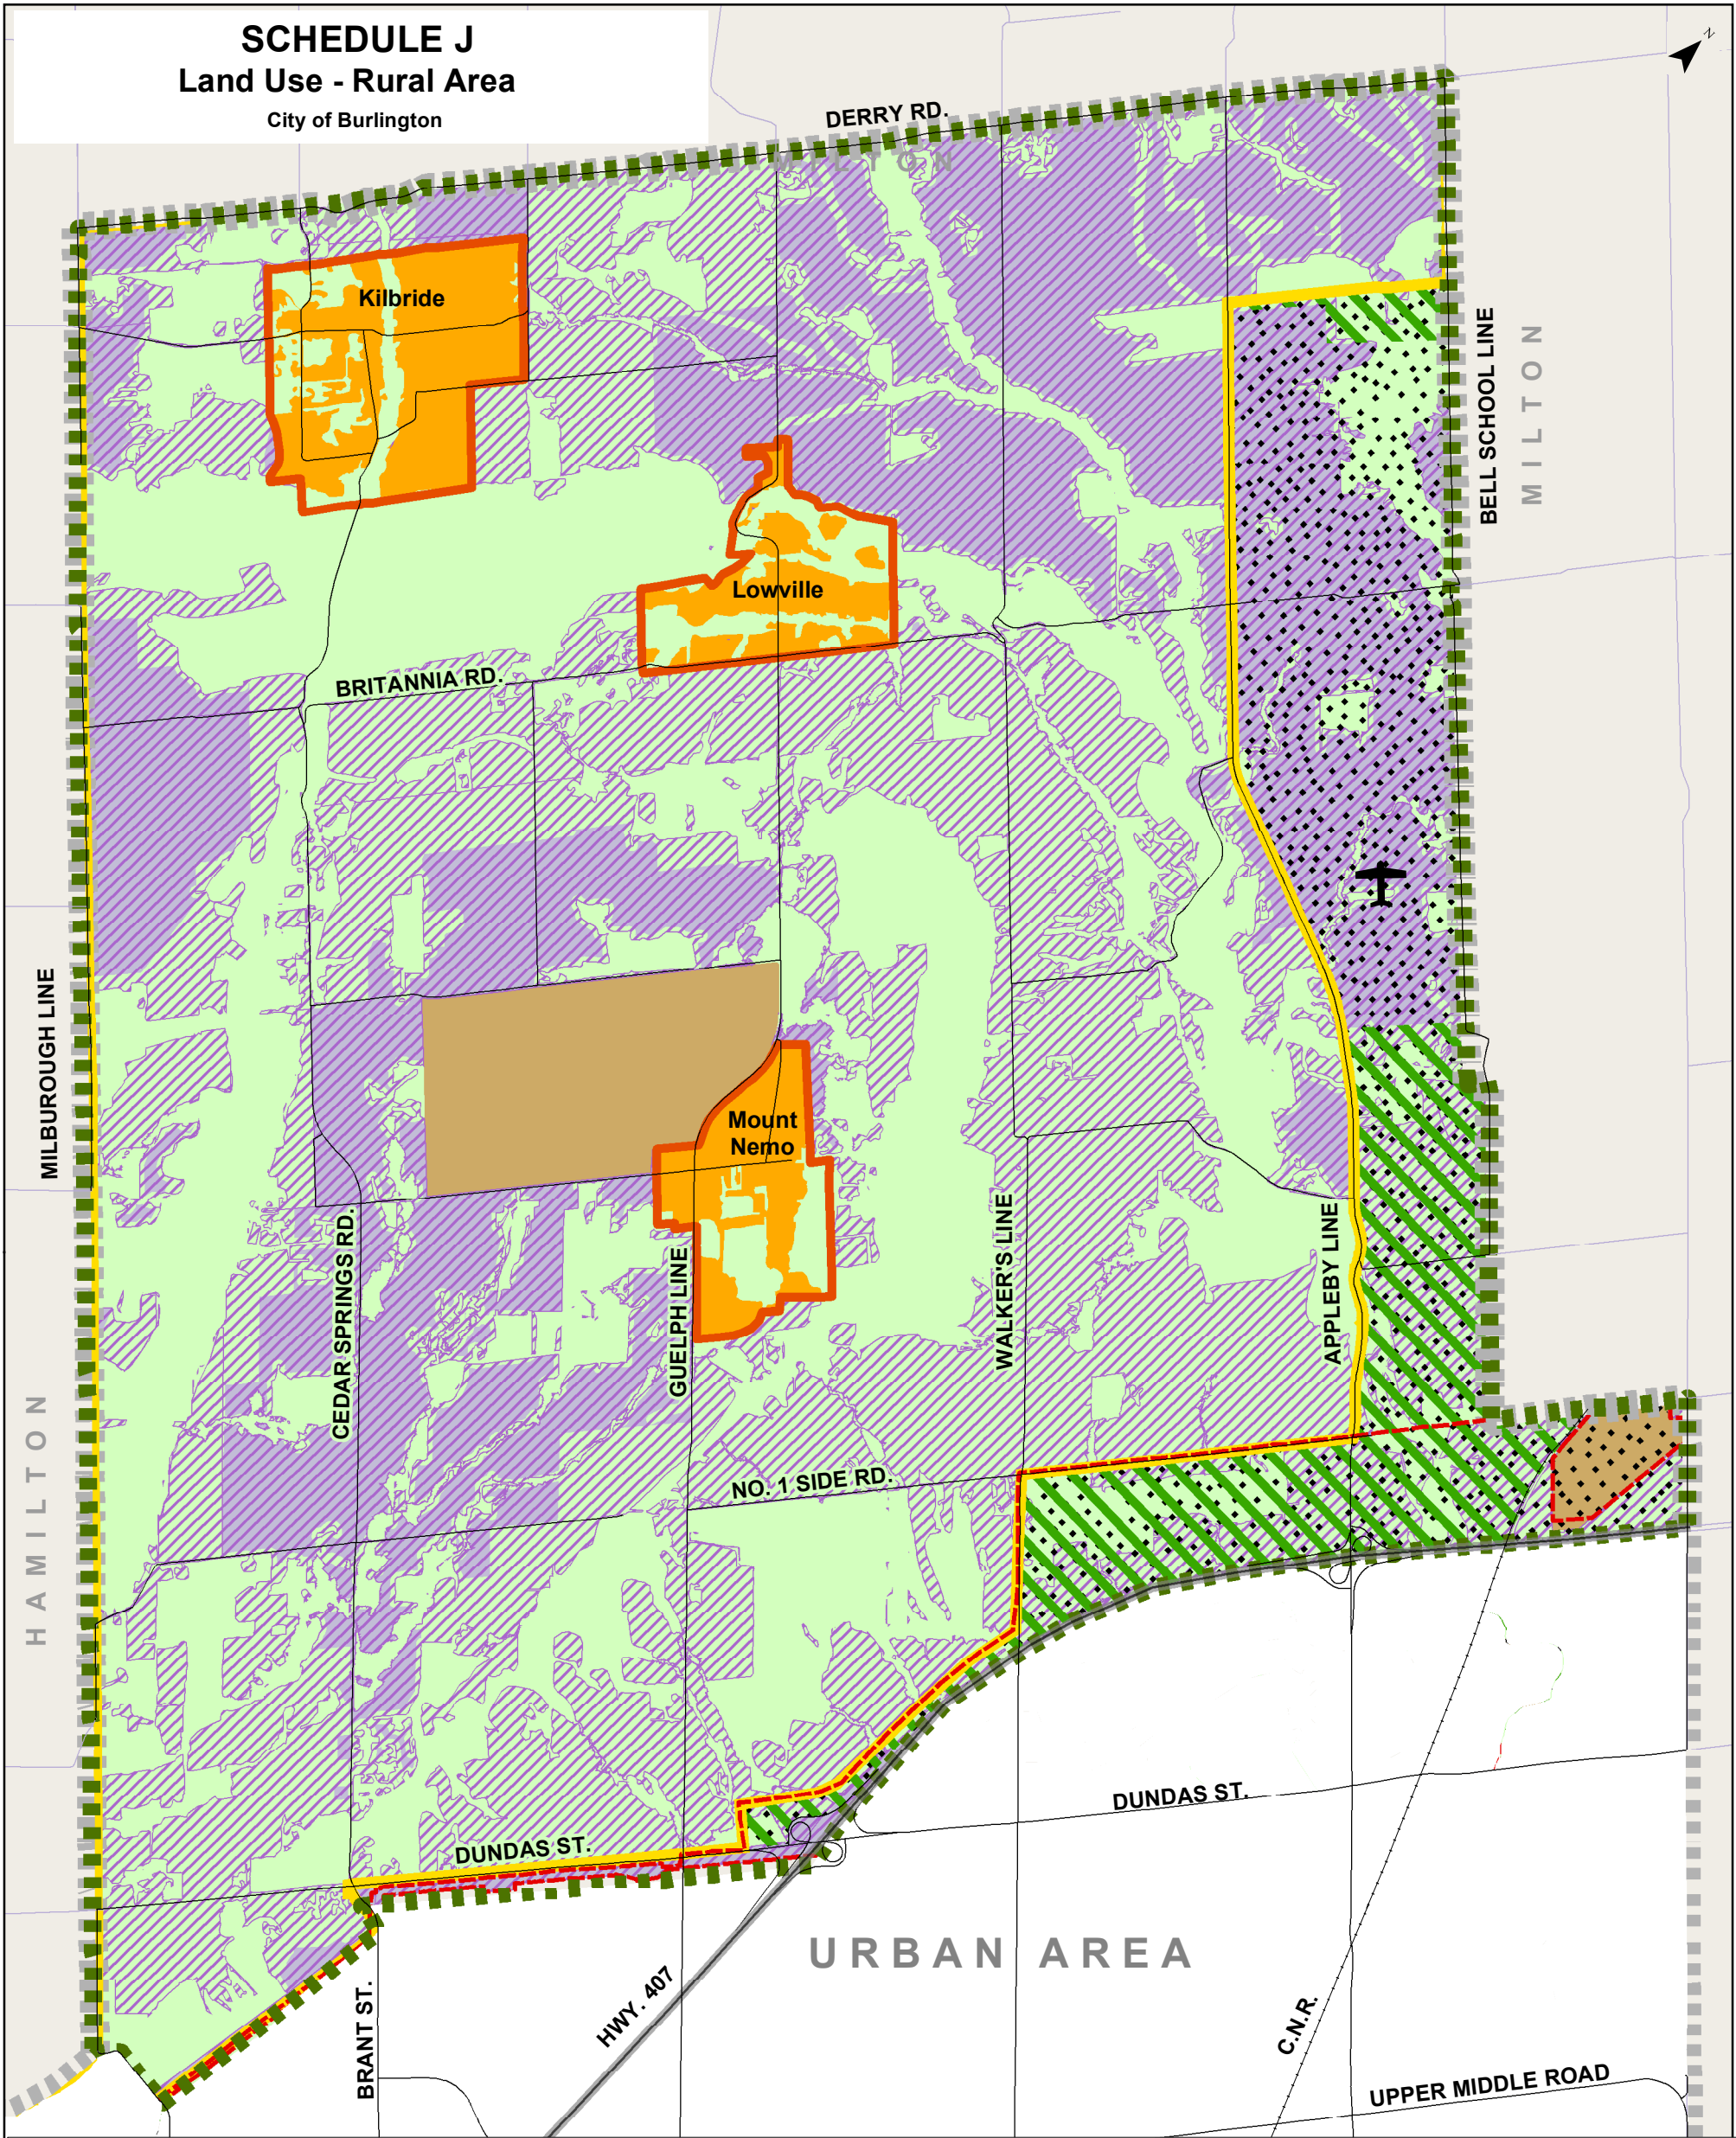 SCHEDULE J
Land Use - Rural Area
City of Burlington
N
DERRY RD.
MILTON
Kilbride
BELL SCHOOL LINE
MILTON
Lowville
BRITANNIA RD.
MILBOROUGH LINE
Mount
Nemo
CEDAR SPRINGS RD.
GUELPH LINE
WALKER'S LINE
APPLEBY LINE
HAMILTON
NO. 1 SIDE RD.
DUNDAS ST.
DUNDAS ST.
URBAN AREA
BRANT ST.
HWY. 407
C.N.R.
UPPER MIDDLE ROAD